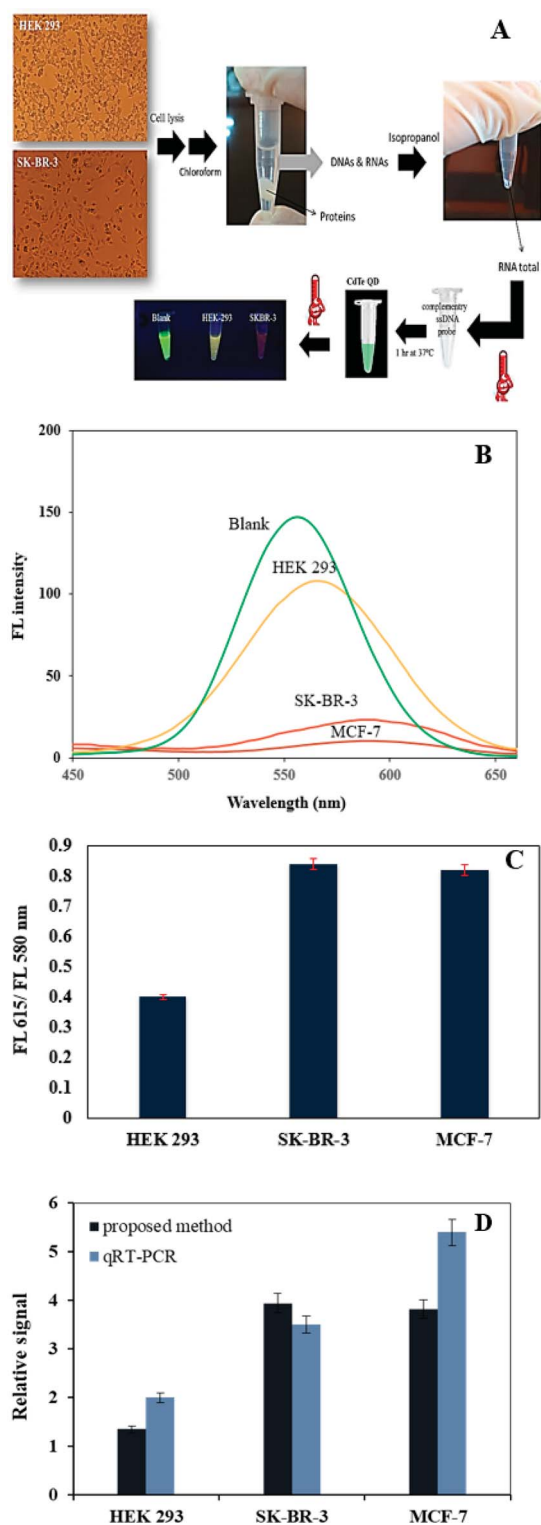 HEK 293
A
Cell lysis
Chloroform
SK-BR-3
DNAs & RNAs
Isopropanol
Proteins
RNA total
CdTe QD
complementry
ssDNA
probe
1 hr at 37°C
Blank
HEK-293
SKBR-3
B
200
150
100
50
0
FL intensity
Blank
HEK 293
SK-BR-3
MCF-7
450
500
550
600
650
Wavelength (nm)
C
0.9
0.8
0.7
0.6
0.5
0.4
0.3
0.2
0.1
0
FL 615/ FL 580 nm
HEK 293
SK-BR-3
MCF-7
D
6
5
4
3
2
1
0
Relative signal
proposed method
qRT-PCR
HEK 293
SK-BR-3
MCF-7